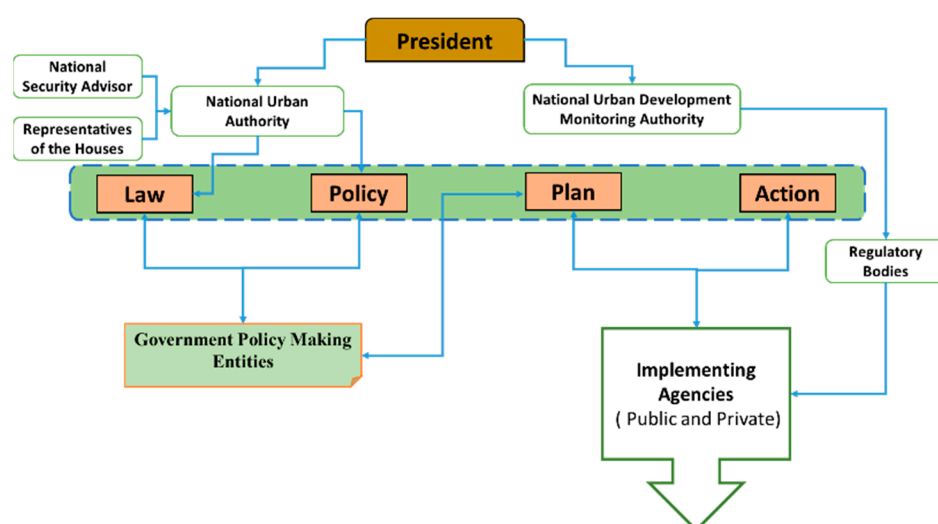 President
National
Security Advisor
National Urban
Authority
National Urban Development
Monitoring Authority
Representatives
of the Houses
Law
Policy
Plan
Action
Regulatory
Bodies
Government Policy Making
Entities
Implementing
Agencies
( Public and Private)